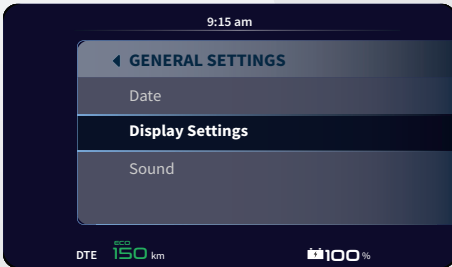 9:15 am
GENERAL SETTINGS
Date
Display Settings
Sound
ECO
DTE 150 km 100 %